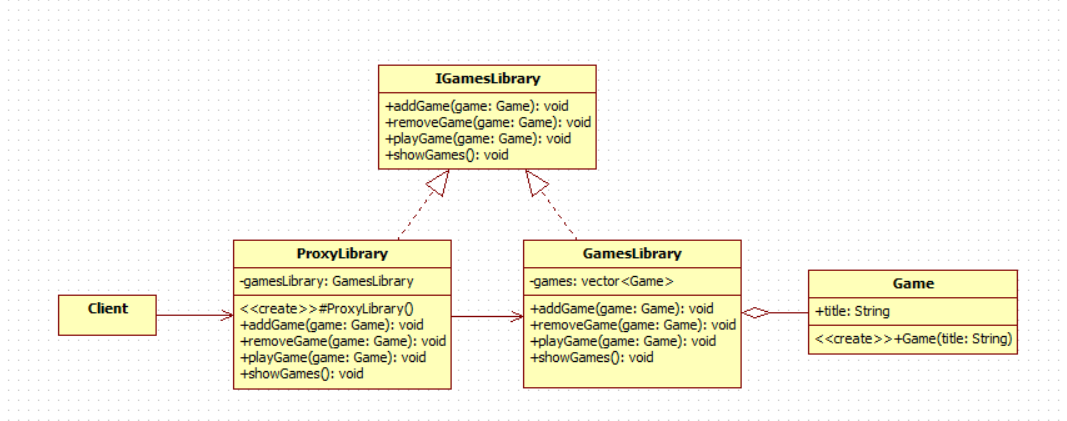 IGamesLibrary
+addGame(game: Game): void
+removeGame(game: Game): void
+playGame(game: Game): void
+showGames(): void
Client
ProxyLibrary
-gamesLibrary: GamesLibrary
<<create>>#ProxyLibrary()
+addGame(game: Game): void
+removeGame(game: Game): void
+playGame(game: Game): void
+showGames(): void
GamesLibrary
-games: vector<Game>
+addGame(game: Game): void
+removeGame(game: Game): void
+playGame(game: Game): void
+showGames(): void
Game
+title: String
<<create>>+Game(title: String)